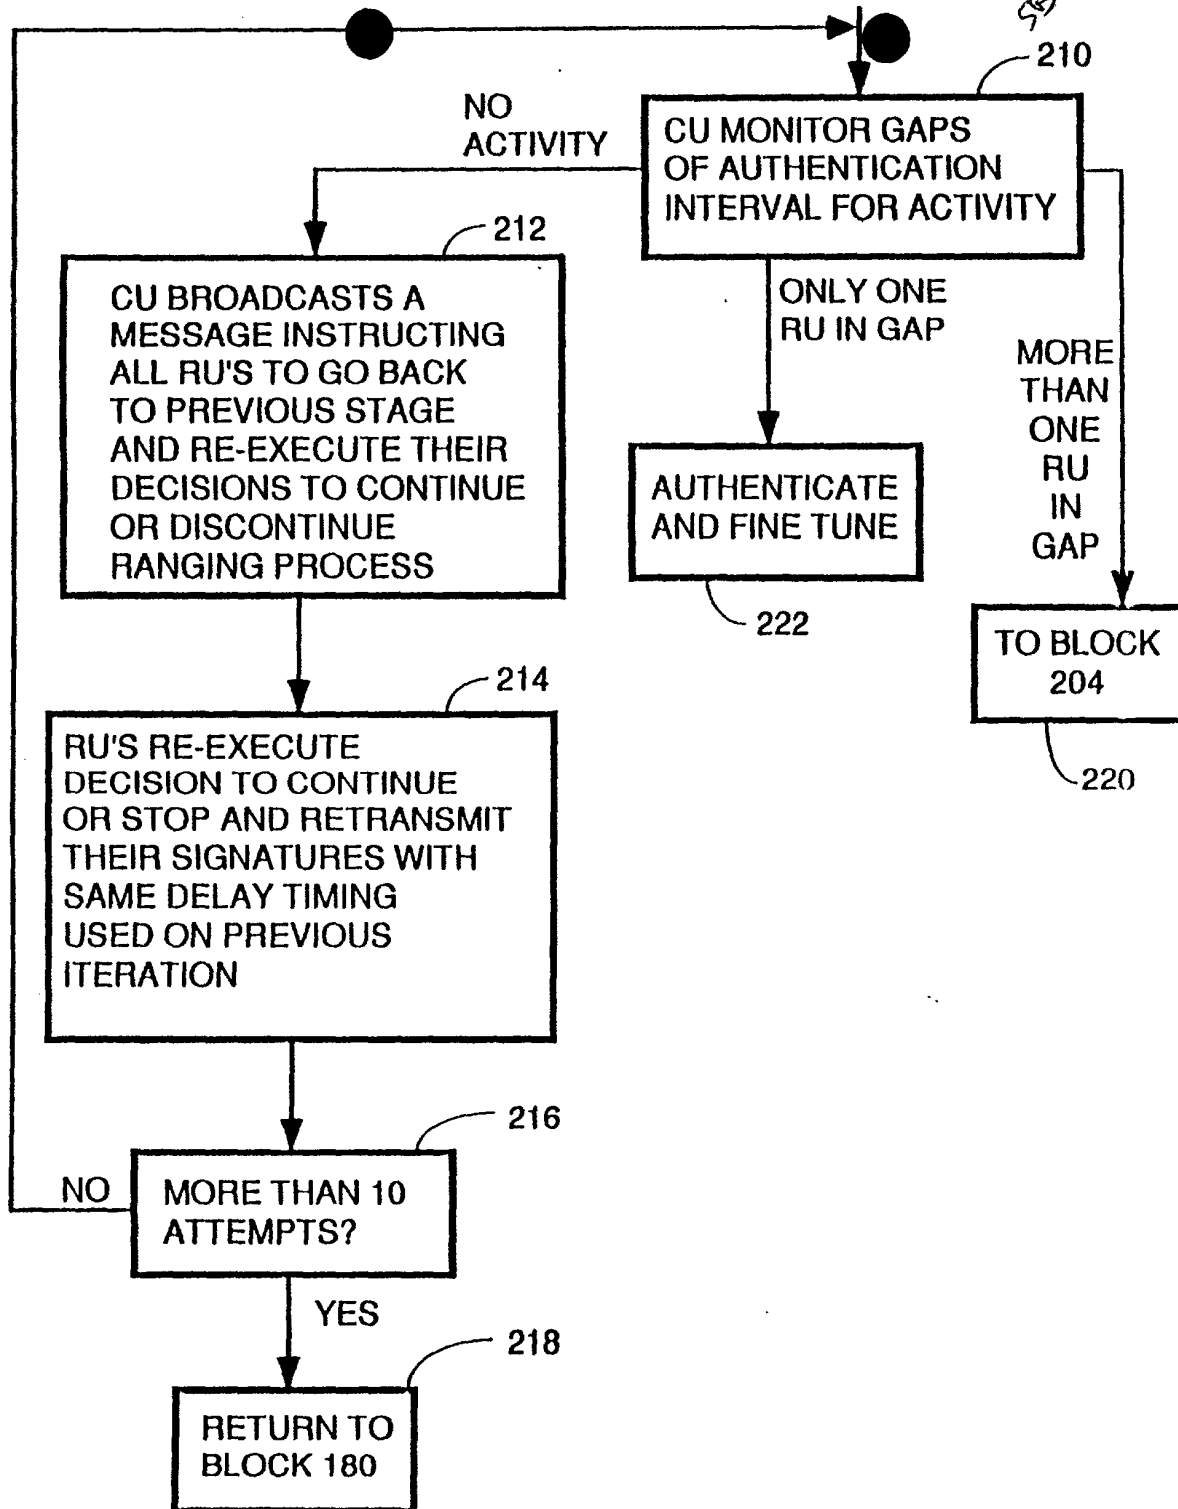 210
NO
ACTIVITY
CU MONITOR GAPS
OF AUTHENTICATION
INTERVAL FOR ACTIVITY
212
CU BROADCASTS A
MESSAGE INSTRUCTING
ALL RU'S TO GO BACK
TO PREVIOUS STAGE
AND RE-EXECUTE THEIR
DECISIONS TO CONTINUE
OR DISCONTINUE
RANGING PROCESS
ONLY ONE
RU IN GAP
MORE
THAN
ONE
RU
IN
GAP
AUTHENTICATE
AND FINE TUNE
222
TO BLOCK
204
220
214
RU'S RE-EXECUTE
DECISION TO CONTINUE
OR STOP AND RETRANSMIT
THEIR SIGNATURES WITH
SAME DELAY TIMING
USED ON PREVIOUS
ITERATION
216
NO
MORE THAN 10
ATTEMPTS?
YES
218
RETURN TO
BLOCK 180